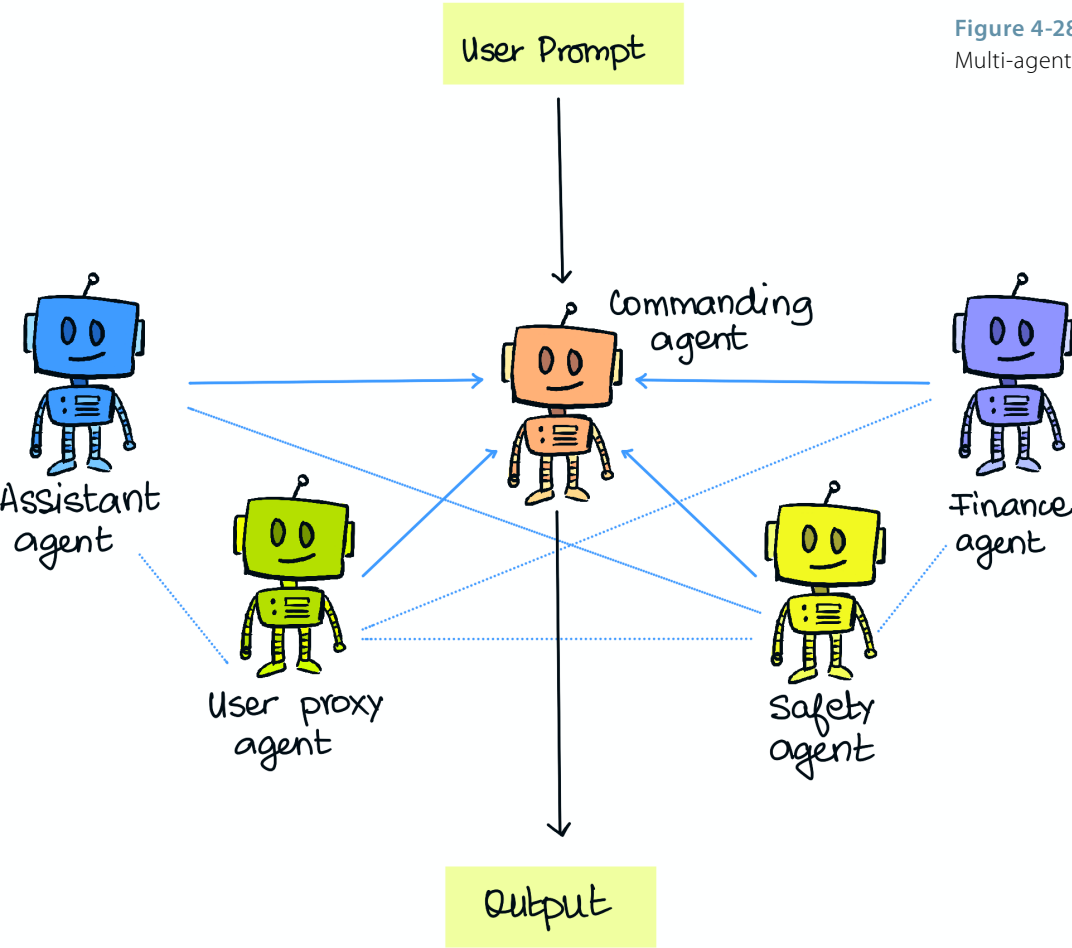 User Prompt
Figure 4-28
Multi-agent
Commanding
agent
Assistant
agent
Finance
agent
User proxy
agent
Safety
agent
Output